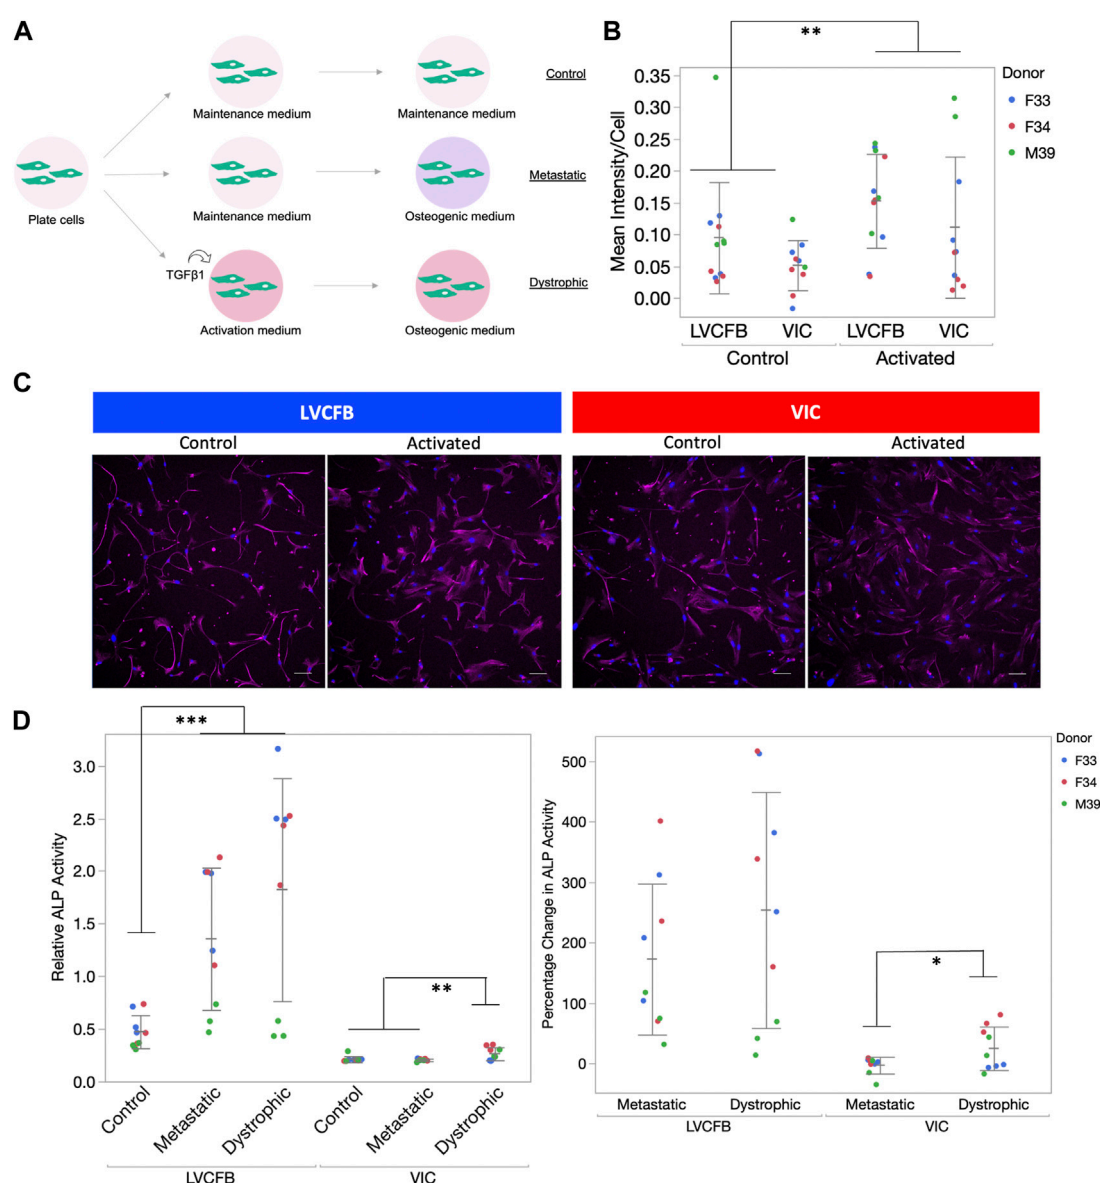 A
Control
Maintenance medium
Maintenance medium
Metastatic
Plate cells
Maintenance medium
Osteogenic medium
TGFβ1
Dystrophic
Activation medium
Osteogenic medium
B
**
Donor
F33
F34
M39
Mean Intensity/Cell
0.35
0.30
0.25
0.20
0.15
0.10
0.05
0.00
LVCFB VIC LVCFB VIC
Control Activated
C
LVCFB VIC
Control Activated Control Activated
D
***
**
Relative ALP Activity
3.0
2.5
2.0
1.5
1.0
0.5
0.0
Control Metastatic Dystrophic Control Metastatic Dystrophic
LVCFB VIC
Donor
F33
F34
M39
*
Percentage Change in ALP Activity
500
400
300
200
100
0
Metastatic Dystrophic Metastatic Dystrophic
LVCFB VIC